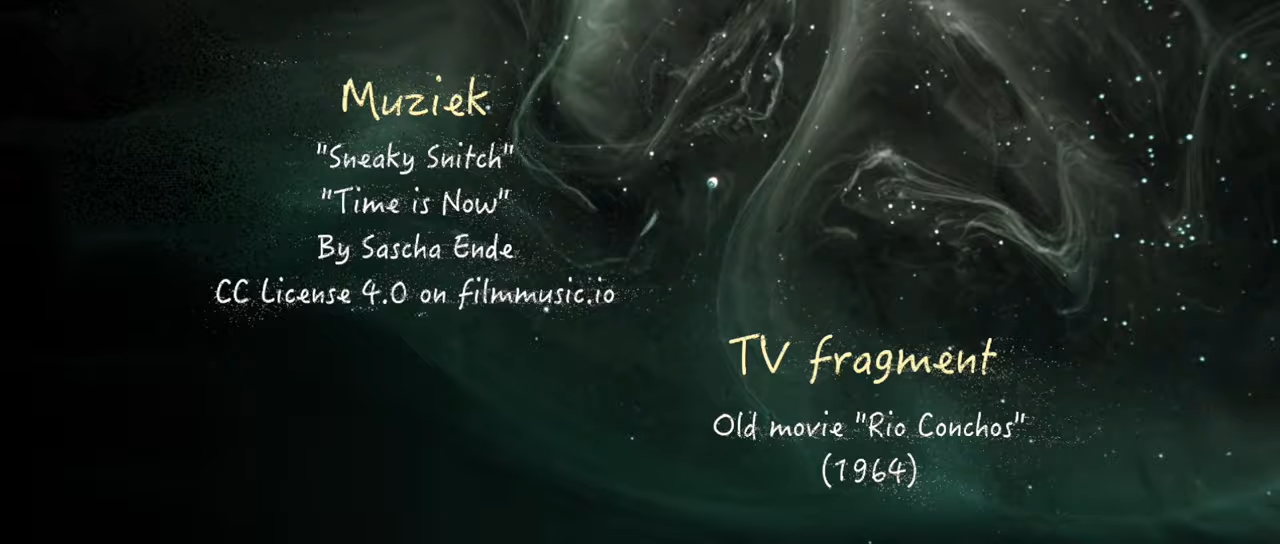 Muziek
"Sneaky Snitch"
"Time is Now"
By Sascha Ende
CC License 4.0 on filmmusic.io
TV fragment
Old movie "Rio Conchos"
(1964)